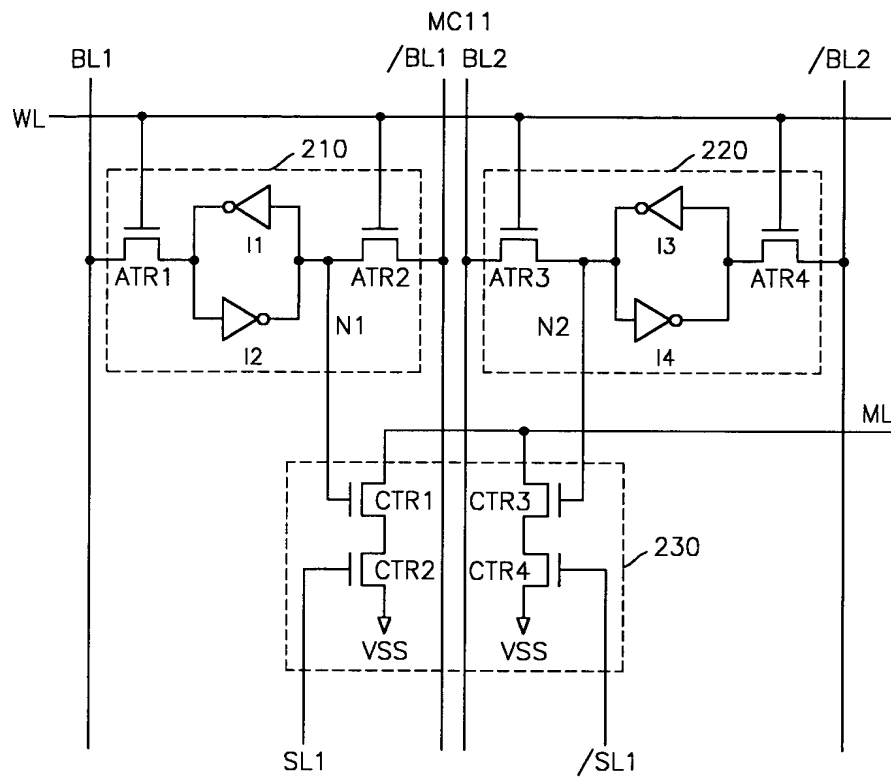 MC11
BL1
/BL1
BL2
/BL2
WL
210
220
I1
I3
ATR1
ATR2
ATR3
ATR4
I2
N1
N2
I4
ML
CTR1
CTR3
230
CTR2
CTR4
VSS
VSS
SL1
/SL1